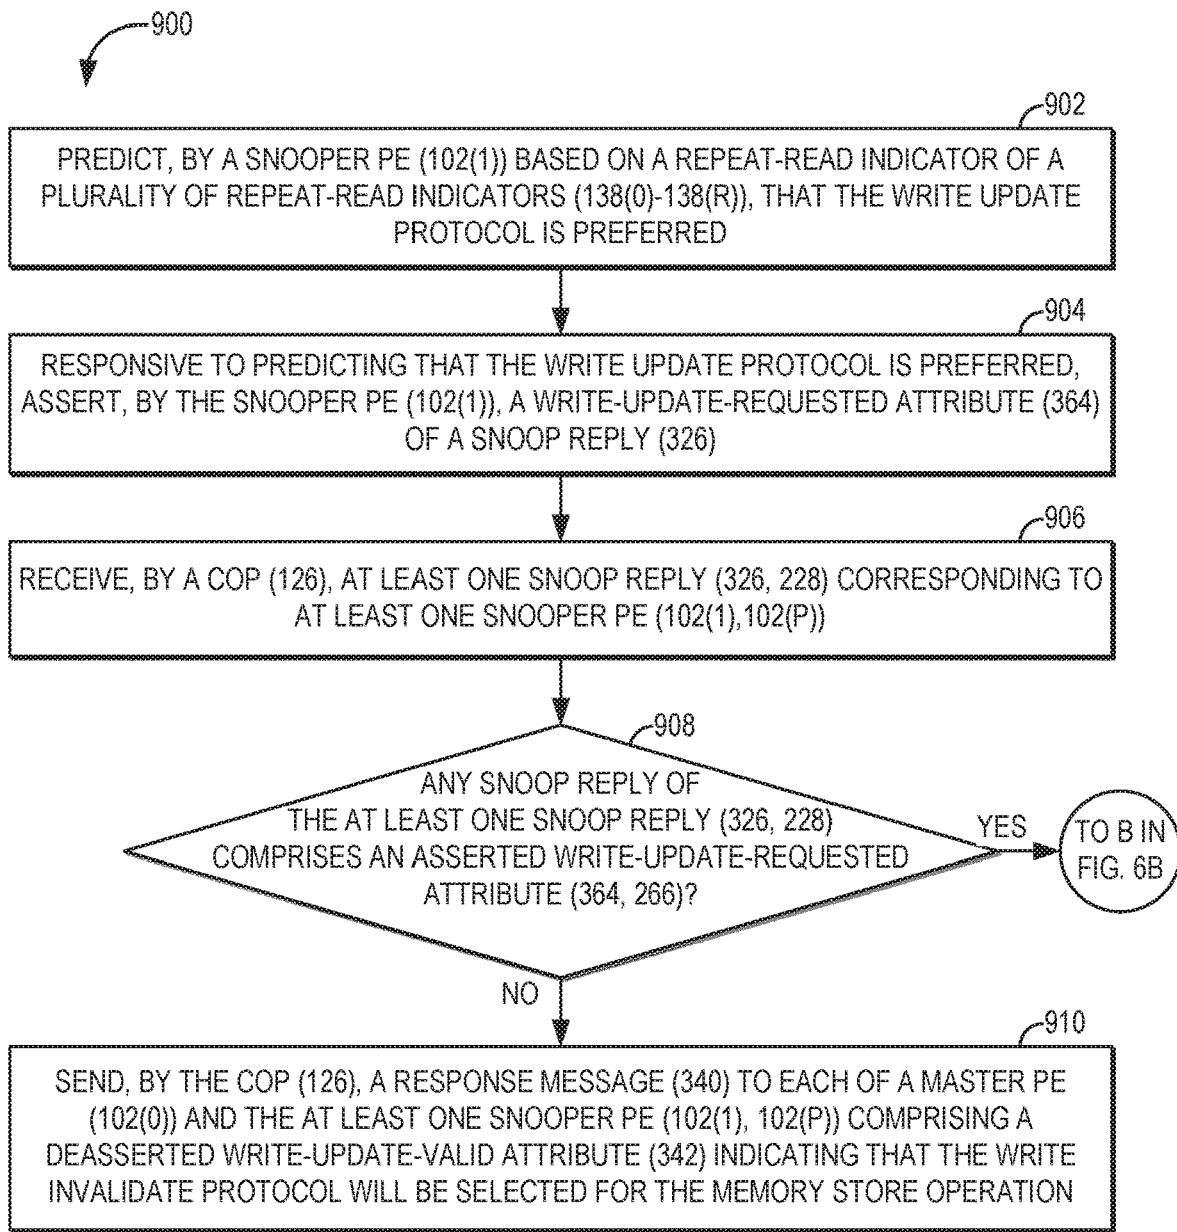 900
902
PREDICT, BY A SNOOPER PE (102(1)) BASED ON A REPEAT-READ INDICATOR OF A
PLURALITY OF REPEAT-READ INDICATORS (138(0)-138(R)), THAT THE WRITE UPDATE
PROTOCOL IS PREFERRED
904
RESPONSIVE TO PREDICTING THAT THE WRITE UPDATE PROTOCOL IS PREFERRED,
ASSERT, BY THE SNOOPER PE (102(1)), A WRITE-UPDATE-REQUESTED ATTRIBUTE (364)
OF A SNOOP REPLY (326)
906
RECEIVE, BY A COP (126), AT LEAST ONE SNOOP REPLY (326, 228) CORRESPONDING TO
AT LEAST ONE SNOOPER PE (102(1),102(P))
908
ANY SNOOP REPLY OF
THE AT LEAST ONE SNOOP REPLY (326, 228)
COMPRISES AN ASSERTED WRITE-UPDATE-REQUESTED
ATTRIBUTE (364, 266)?
YES
TO B IN
FIG. 6B
NO
910
SEND, BY THE COP (126), A RESPONSE MESSAGE (340) TO EACH OF A MASTER PE
(102(0)) AND THE AT LEAST ONE SNOOPER PE (102(1), 102(P)) COMPRISING A
DEASSERTED WRITE-UPDATE-VALID ATTRIBUTE (342) INDICATING THAT THE WRITE
INVALIDATE PROTOCOL WILL BE SELECTED FOR THE MEMORY STORE OPERATION